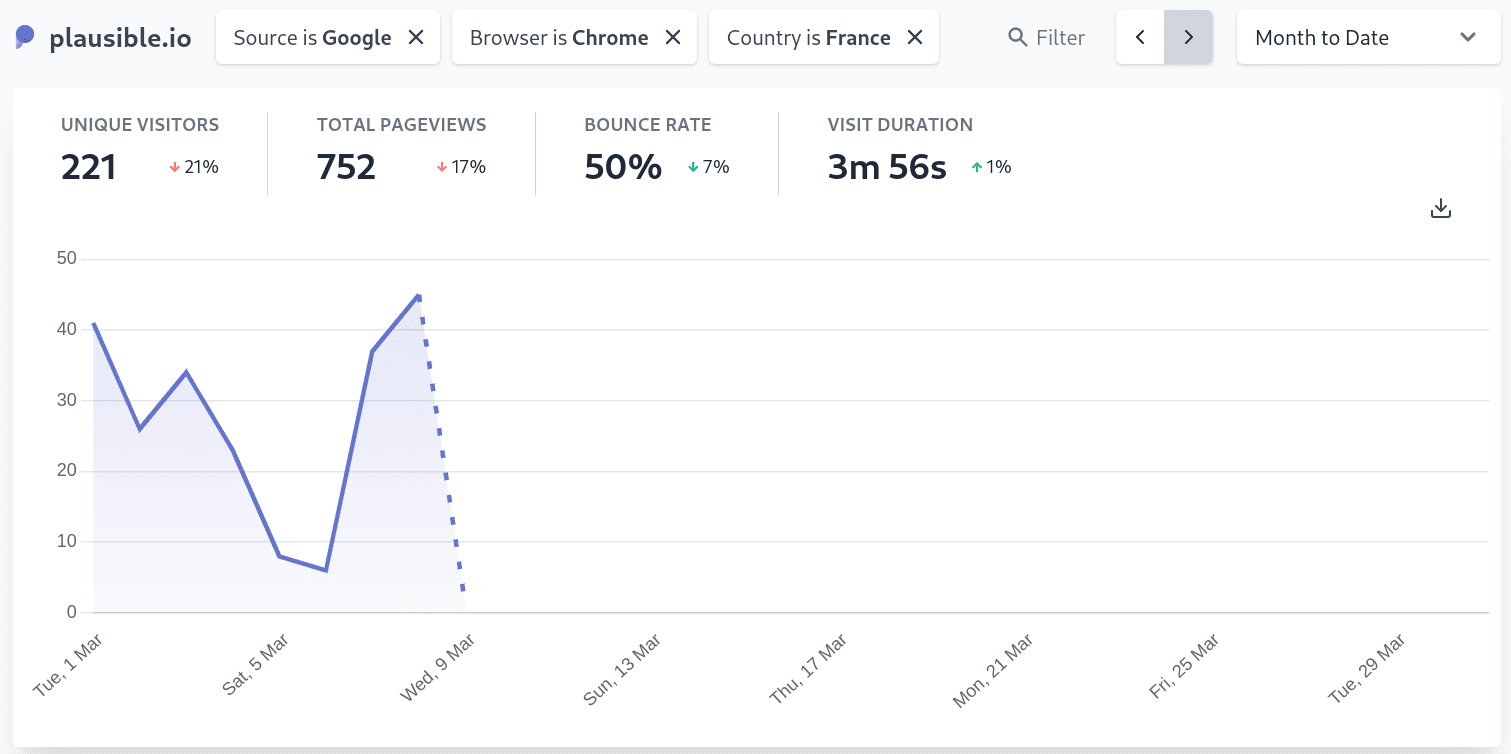 plausible.io
Source is Google
Browser is Chrome
Country is France
Filter
Month to Date
UNIQUE VISITORS
221 21%
TOTAL PAGEVIEWS
752 17%
BOUNCE RATE
50% 7%
VISIT DURATION
3m 56s 1%
50
40
30
20
10
0
Tue, 1 Mar
Sat, 5 Mar
Wed, 9 Mar
Sun, 13 Mar
Thu, 17 Mar
Mon, 21 Mar
Fri, 25 Mar
Tue, 29 Mar